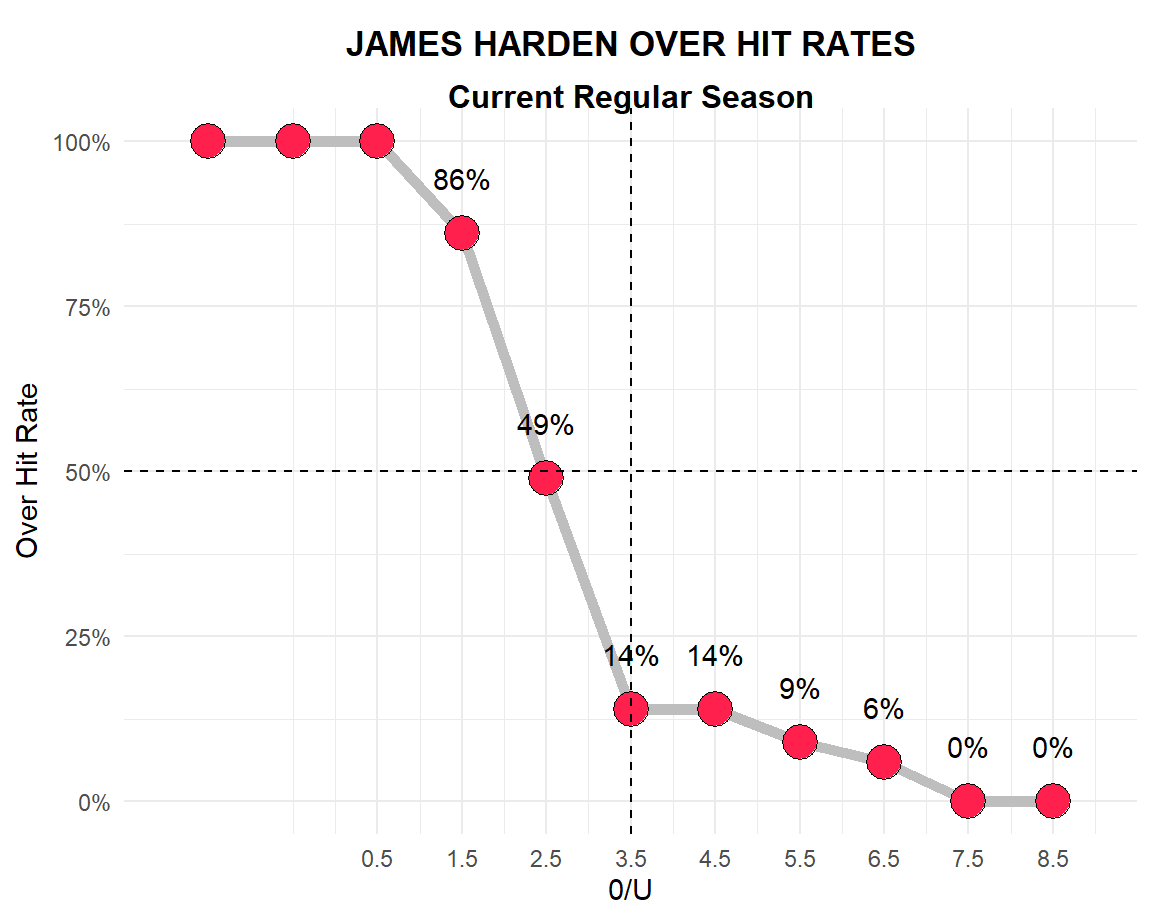 JAMES HARDEN OVER HIT RATES
Current Regular Season
Over Hit Rate
100%
75%
50%
25%
0%
86%
49%
14%
14%
9%
6%
0%
0%
0.5 1.5 2.5 3.5 4.5 5.5 6.5 7.5 8.5
0/U